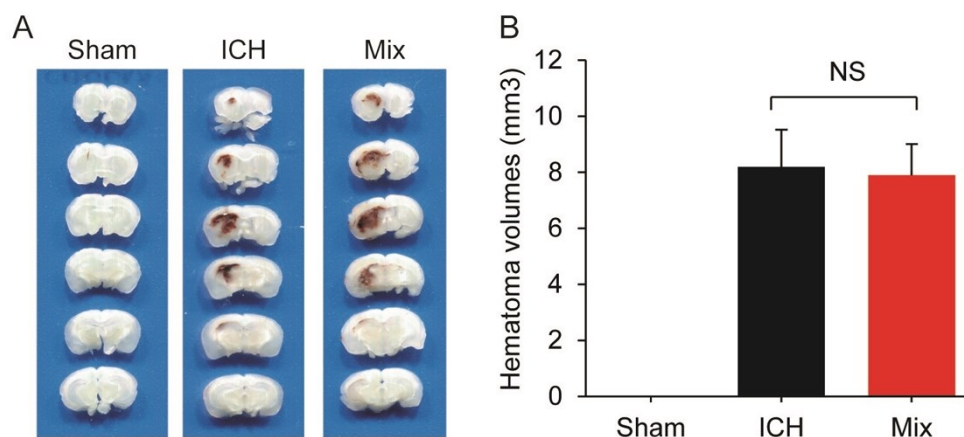 A
Sham
ICH
Mix
B
Hematoma volumes (mm3)
12
10
8
6
4
2
0
NS
Sham
ICH
Mix